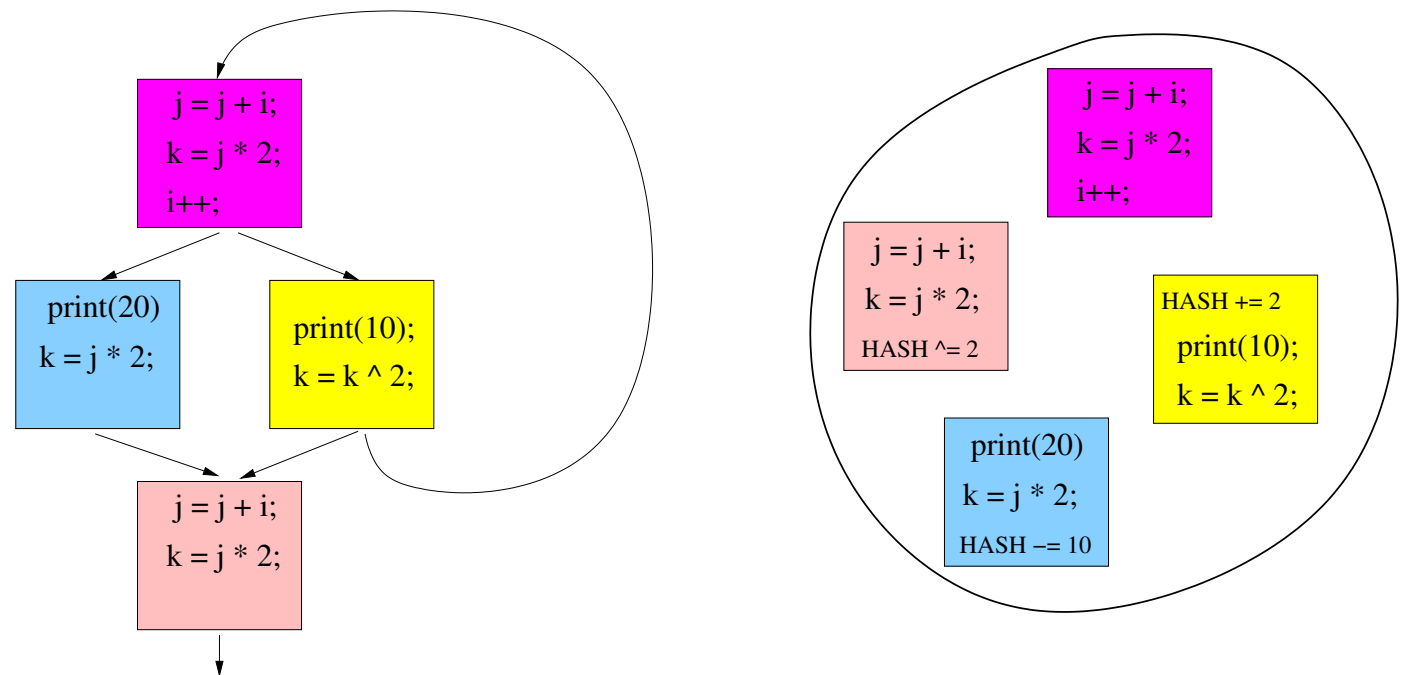 j = j + i;
k = j * 2;
i++;
print(20)
k = j * 2;
print(10);
k = k ^ 2;
j = j + i;
k = j * 2;
j = j + i;
k = j * 2;
i++;
j = j + i;
k = j * 2;
HASH ^= 2
HASH += 2
print(10);
k = k ^ 2;
print(20)
k = j * 2;
HASH −= 10